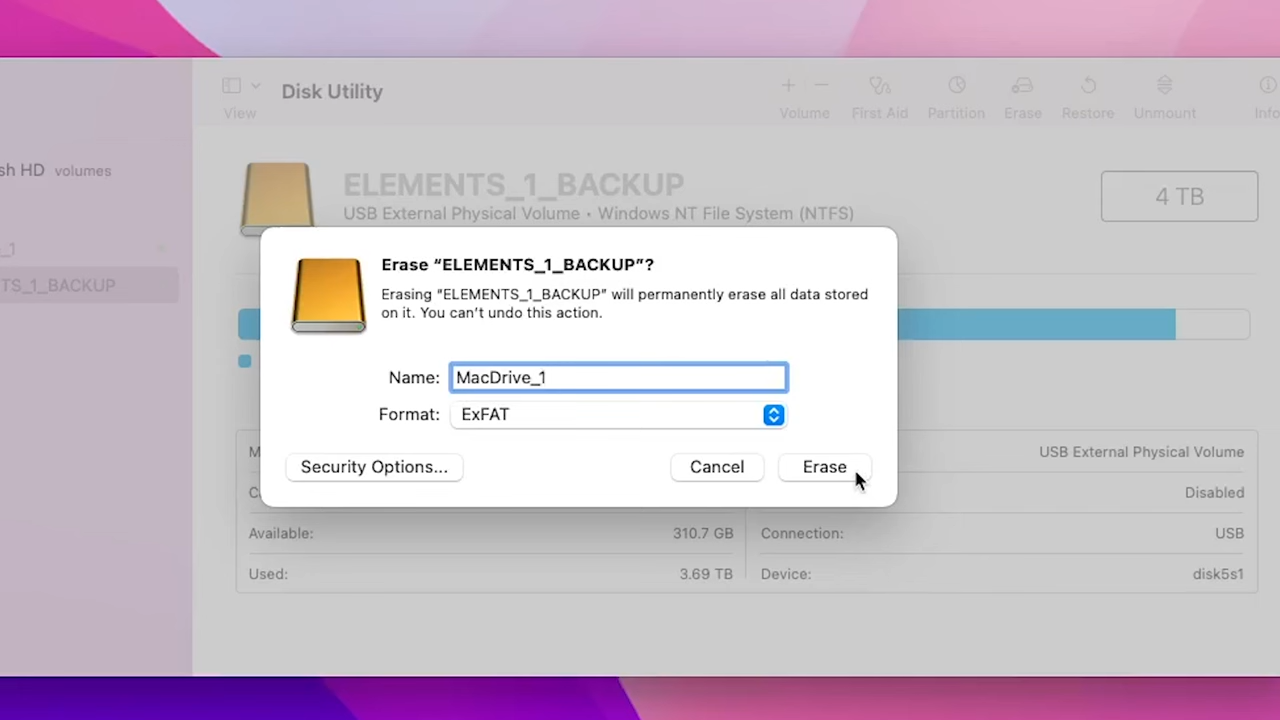 Disk Utility
View
Volume
First Aid
Partition
Erase
Restore
Unmount
Info
sh HD volumes
_1
TS_1_BACKUP
ELEMENTS_1_BACKUP
USB External Physical Volume • Windows NT File System (NTFS)
4 TB
Erase “ELEMENTS_1_BACKUP”?
Erasing “ELEMENTS_1_BACKUP” will permanently erase all data stored
on it. You can’t undo this action.
Name: MacDrive_1
Format: ExFAT
Security Options...
Cancel
Erase
M
USB External Physical Volume
C
Disabled
Available: 310.7 GB
Connection: USB
Used: 3.69 TB
Device: disk5s1